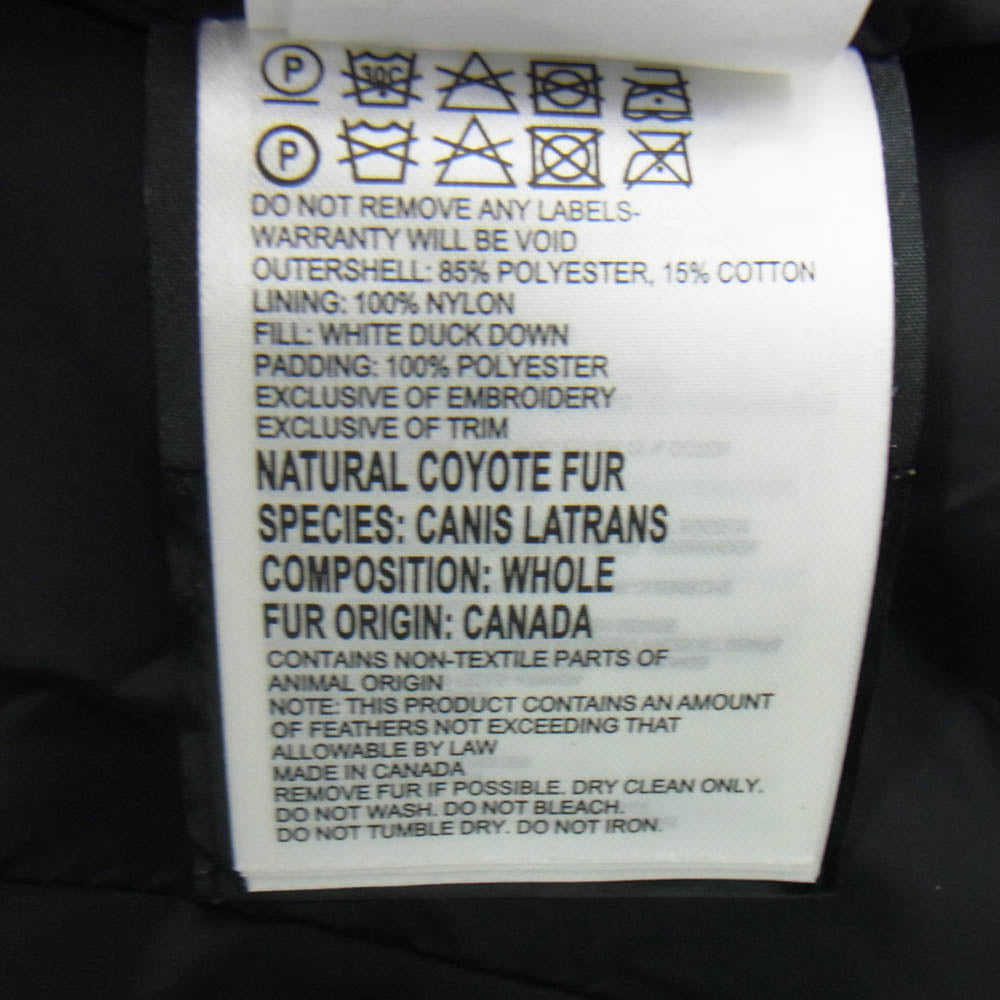 P 30C
P
DO NOT REMOVE ANY LABELS-
WARRANTY WILL BE VOID
OUTERSHELL: 85% POLYESTER, 15% COTTON
LINING: 100% NYLON
FILL: WHITE DUCK DOWN
PADDING: 100% POLYESTER
EXCLUSIVE OF EMBROIDERY
EXCLUSIVE OF TRIM
NATURAL COYOTE FUR
SPECIES: CANIS LATRANS
COMPOSITION: WHOLE
FUR ORIGIN: CANADA
CONTAINS NON-TEXTILE PARTS OF
ANIMAL ORIGIN
NOTE: THIS PRODUCT CONTAINS AN AMOUNT
OF FEATHERS NOT EXCEEDING THAT
ALLOWABLE BY LAW
MADE IN CANADA
REMOVE FUR IF POSSIBLE. DRY CLEAN ONLY.
DO NOT WASH. DO NOT BLEACH.
DO NOT TUMBLE DRY. DO NOT IRON.